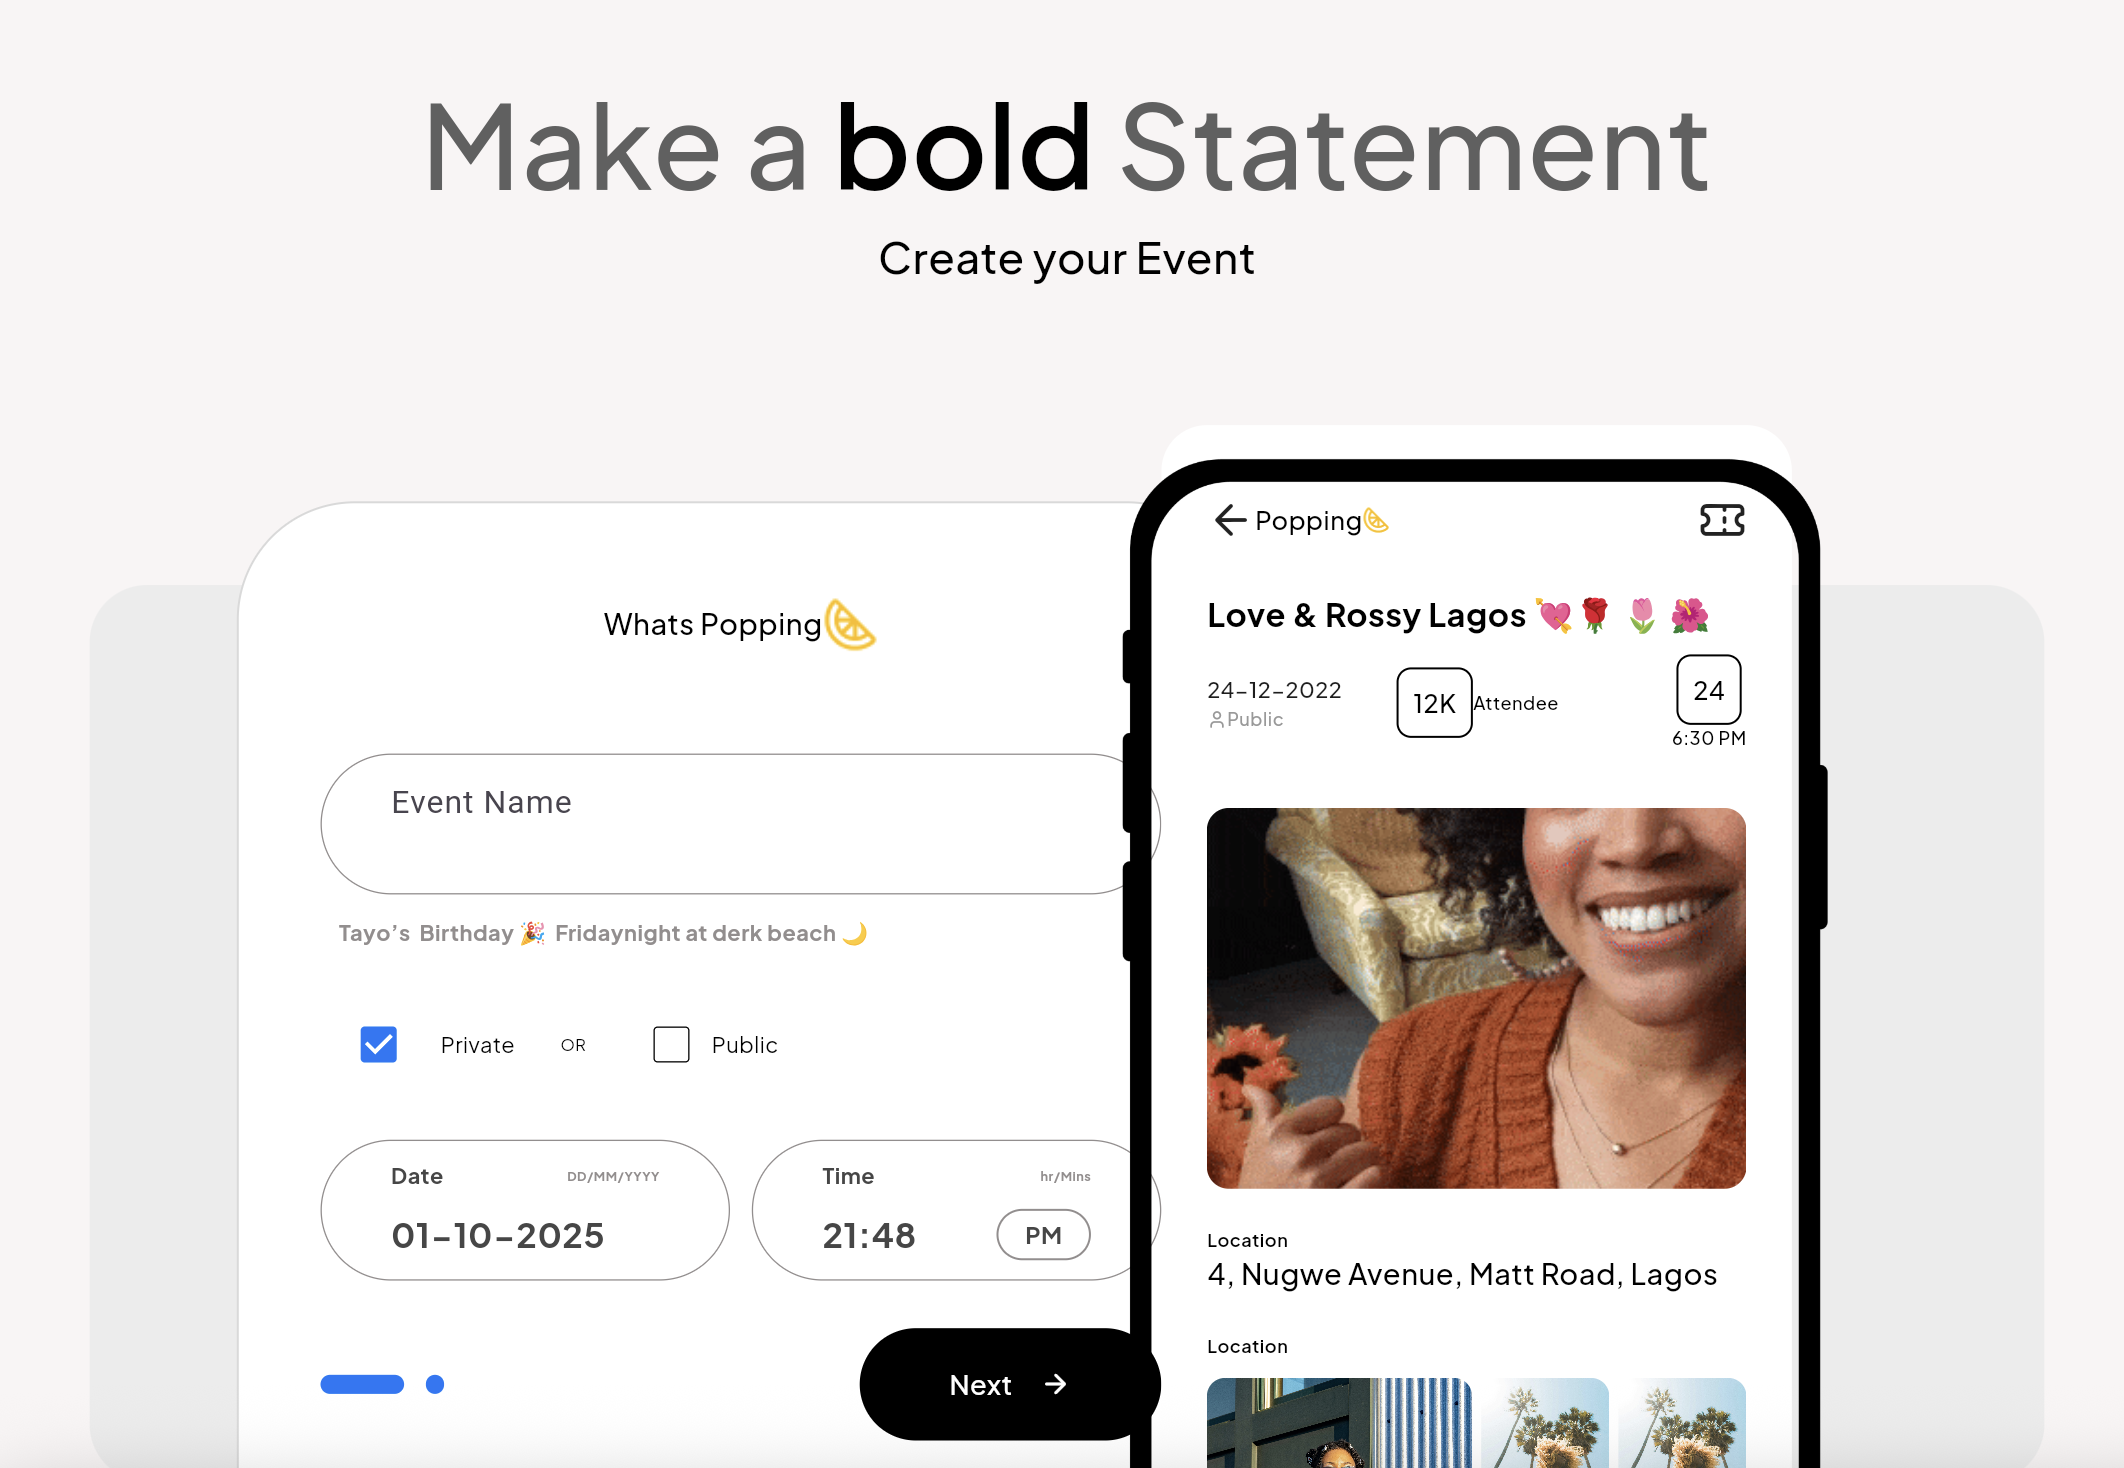 Make a bold Statement
Create your Event
Whats Popping
Event Name
Tayo’s Birthday 🎉 Fridaynight at derk beach 🌙
Private OR Public
Date DD/MM/YYYY
01-10-2025
Time hr/Mins
21:48 PM
Next →
← Popping
Love & Rossy Lagos 💘🌹🌷🌺
24-12-2022
Public
12K Attendee
24
6:30 PM
Location
4, Nugwe Avenue, Matt Road, Lagos
Location